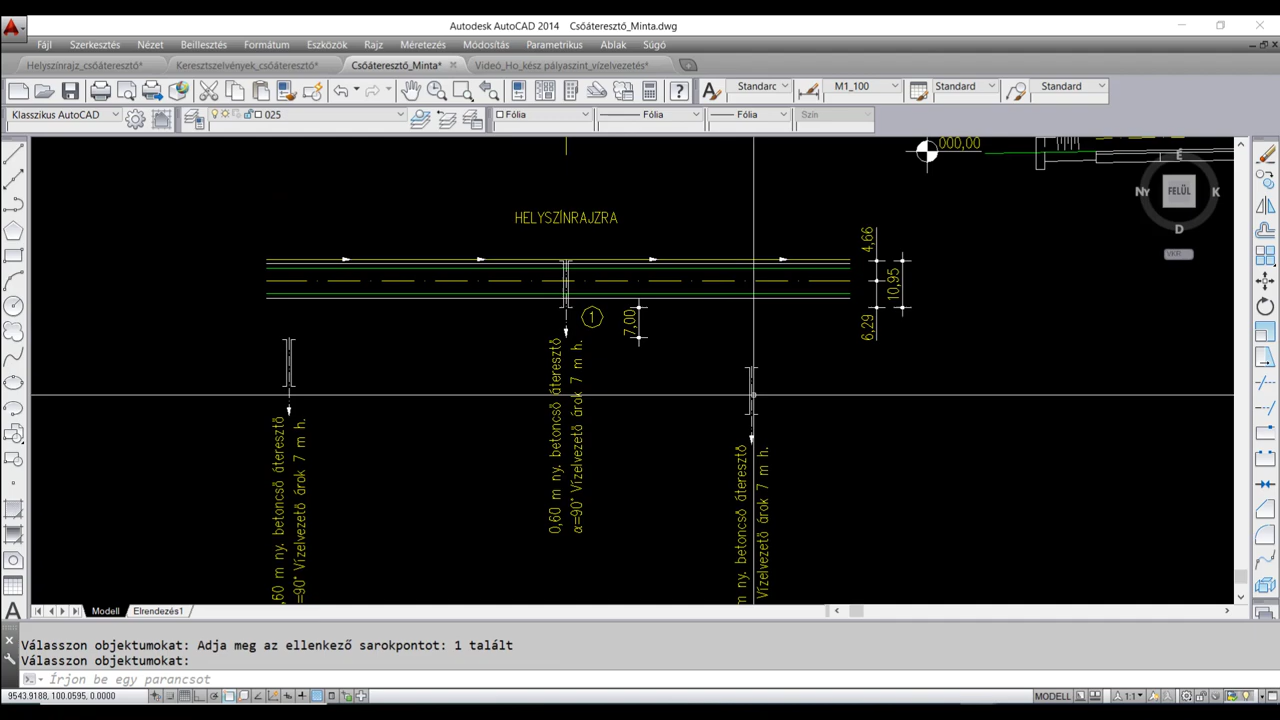 Autodesk AutoCAD 2014 Csőáteresztő_Minta.dwg
Fájl Szerkesztés Nézet Beillesztés Formátum Eszközök Rajz Méretezés Módosítás Parametrikus Ablak Súgó
Helyszínrajz_csőáteresztő* Keresztszelvények_csőáteresztő* Csőáteresztő_Minta* Videó_Ho_kész pályaszint_vízelvezetés*
Standard M1_100 Standard Standard
Klasszikus AutoCAD 025 Fólia Fólia Fólia Szín
000,00
É
NY FELÜL K
D
VKR
HELYSZÍNRAJZRA
4,66
10,95
6,29
1
7,00
0,60 m ny. betoncső áteresztő
α=90° Vízelvezető árok 7 m h.
,60 m ny. betoncső áteresztő
=90° Vízelvezető árok 7 m h.
m ny. betoncső áteresztő
Vízelvezető árok 7 m h.
Modell Elrendezés1
Válasszon objektumokat: Adja meg az ellenkező sarokpontot: 1 talált
Válasszon objektumokat:
Írjon be egy parancsot
9543.9188, 100.0595, 0.0000 MODELL 1:1